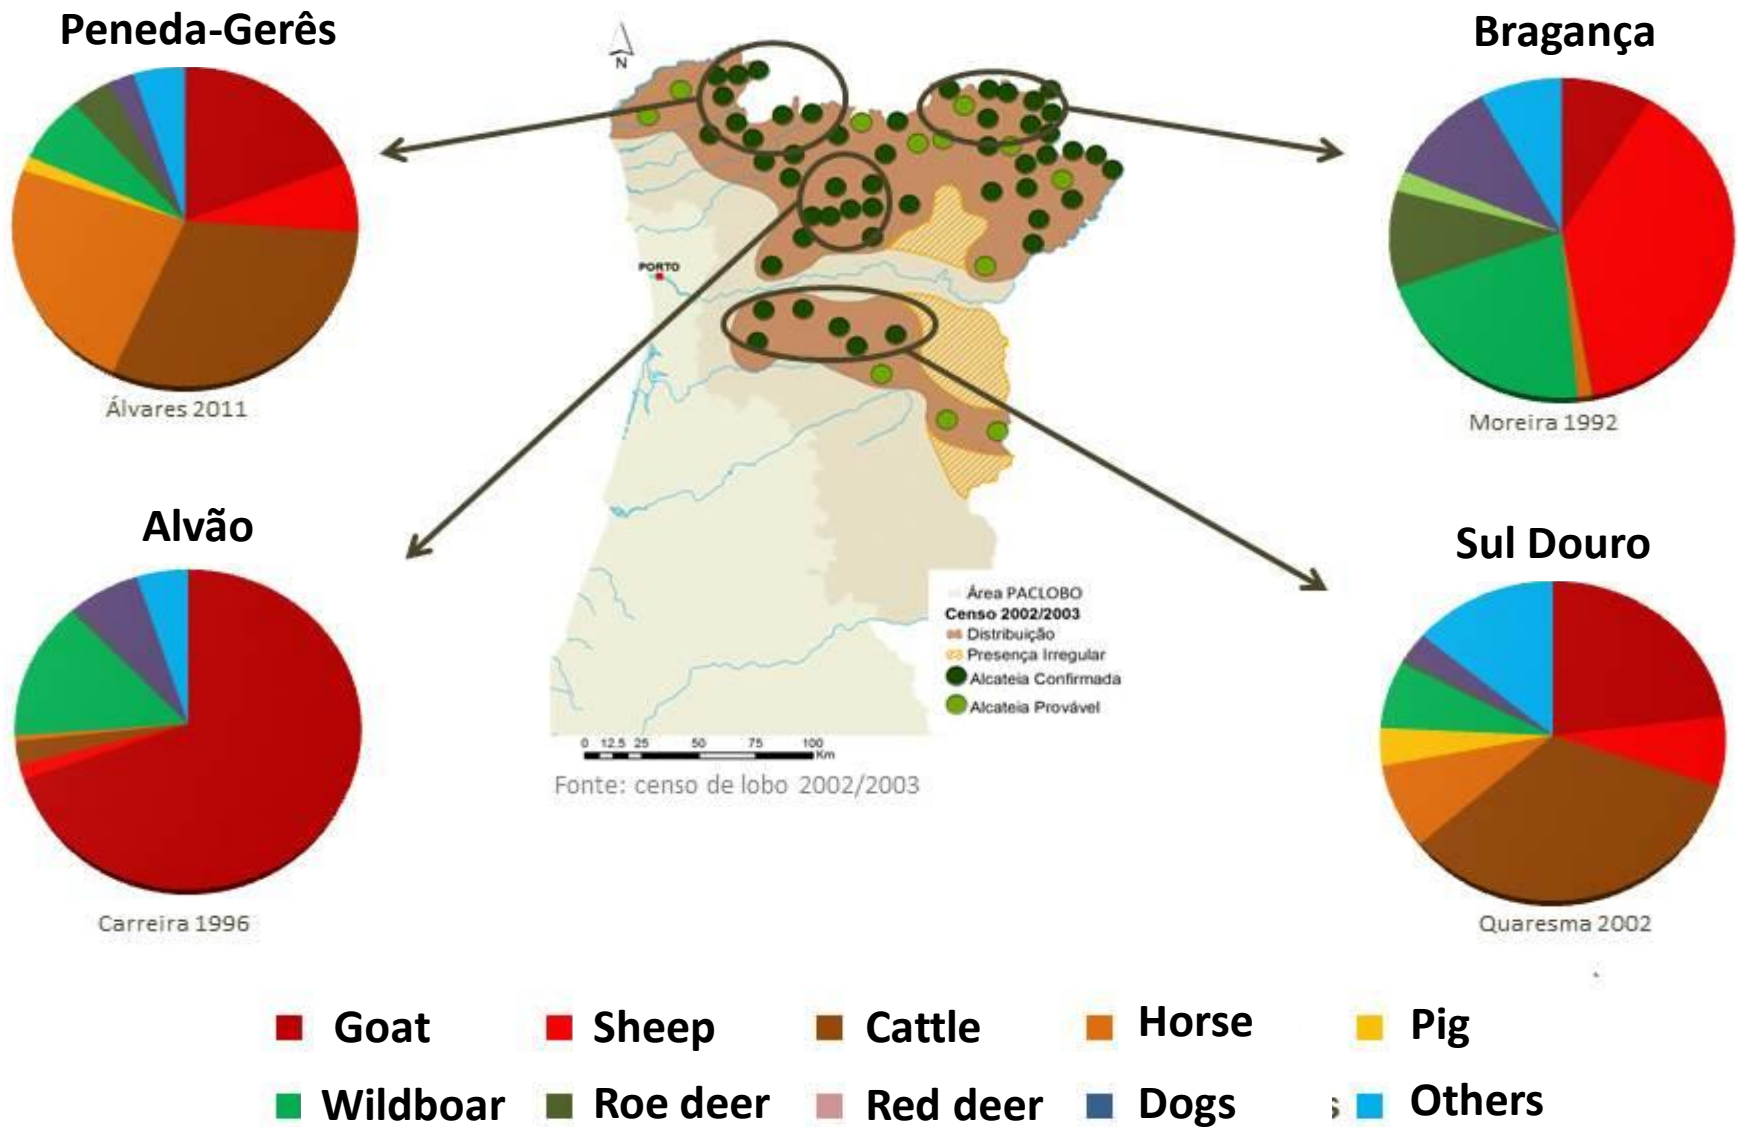 Peneda-Gerês
Bragança
N
PORTO
Álvares 2011
Moreira 1992
Alvão
Sul Douro
Área PACLOBO
Censo 2002/2003
Distribuição
Presença Irregular
Alcateia Confirmada
Alcateia Provável
0 12.5 25 50 75 100
Km
Fonte: censo de lobo 2002/2003
Carreira 1996
Quaresma 2002
Goat Sheep Cattle Horse Pig
Wildboar Roe deer Red deer Dogs s Others